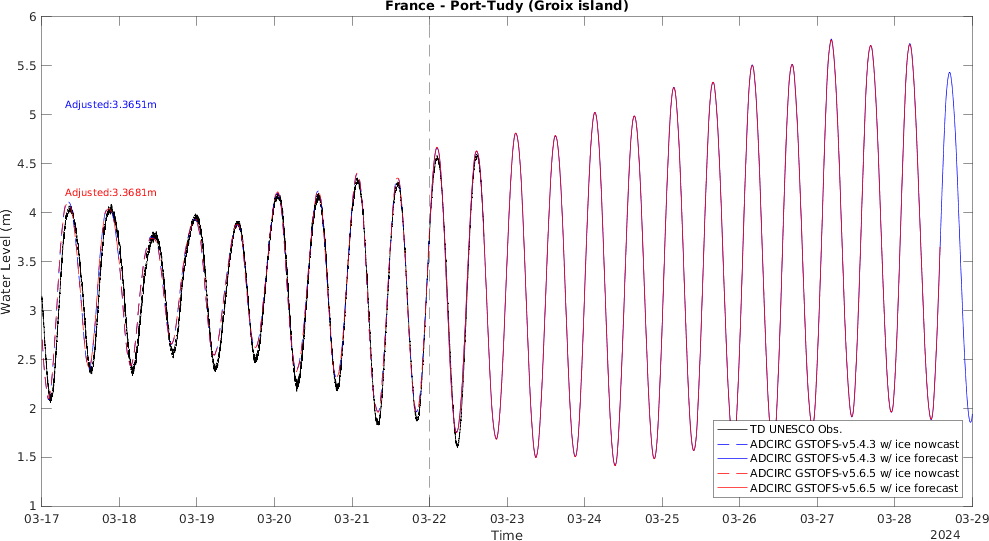 France - Port-Tudy (Groix island)
6
5.5
5
4.5
4
3.5
3
2.5
2
1.5
1
Water Level (m)
Adjusted:3.3651m
Adjusted:3.3681m
TD UNESCO Obs.
ADCIRC GSTOFS-v5.4.3 w/ ice nowcast
ADCIRC GSTOFS-v5.4.3 w/ ice forecast
ADCIRC GSTOFS-v5.6.5 w/ ice nowcast
ADCIRC GSTOFS-v5.6.5 w/ ice forecast
03-17 03-18 03-19 03-20 03-21 03-22 03-23 03-24 03-25 03-26 03-27 03-28 03-29
Time
2024